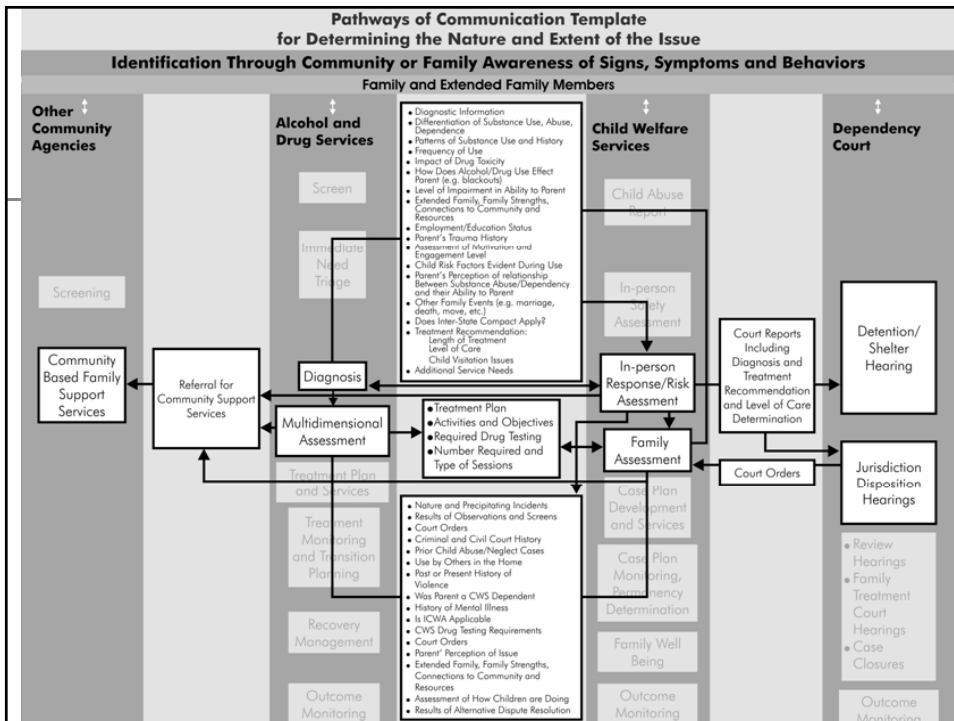 Pathways of Communication Template
for Determining the Nature and Extent of the Issue
Identification Through Community or Family Awareness of Signs, Symptoms and Behaviors
Family and Extended Family Members
Other
Community
Agencies
Screening
Community
Based Family
Support
Services
Referral for
Community Support
Services
Alcohol and
Drug Services
Screen
Immediate
Need
Triage
Diagnosis
Multidimensional
Assessment
Treatment Plan
and Services
Treatment
Monitoring
and Transition
Planning
Recovery
Management
Outcome
Monitoring
• Diagnostic Information
• Differentiation of Substance Use, Abuse,
Dependence
• Patterns of Substance Use and History
• Frequency of Use
• Impact of Drug Toxicity
• How Does Alcohol/Drug Use Effect
Parent (e.g. blackouts)
• Level of Impairment in Ability to Parent
• Extended Family, Family Strengths,
Connections to Community and
Resources
• Employment/Education Status
• Parent's Trauma History
• Assessment of Motivation and
Engagement Level
• Child Risk Factors Evident During Use
• Parent's Perception of relationship
Between Substance Abuse/Dependency
and their Ability to Parent
• Other Family Events (e.g. marriage,
death, move, etc.)
• Does Inter-State Compact Apply?
• Treatment Recommendation:
Length of Treatment
Level of Care
Child Visitation Issues
• Additional Service Needs
• Treatment Plan
• Activities and Objectives
• Required Drug Testing
• Number Required and
Type of Sessions
• Nature and Precipitating Incidents
• Results of Observations and Screens
• Court Orders
• Criminal and Civil Court History
• Prior Child Abuse/Neglect Cases
• Use by Others in the Home
• Past or Present History of
Violence
• Was Parent a CWS Dependent
• History of Mental Illness
• Is ICWA Applicable
• CWS Drug Testing Requirements
• Court Orders
• Parent' Perception of Issue
• Extended Family, Family Strengths,
Connections to Community and
Resources
• Assessment of How Children are Doing
• Results of Alternative Dispute Resolution
Child Welfare
Services
Child Abuse
Report
In-person
Safety
Assessment
In-person
Response/Risk
Assessment
Family
Assessment
Case Plan
Development
and Services
Case Plan
Monitoring,
Permanency
Determination
Family Well
Being
Outcome
Monitoring
Court Reports
Including
Diagnosis and
Treatment
Recommendation
and Level of Care
Determination
Court Orders
Dependency
Court
Detention/
Shelter
Hearing
Jurisdiction
Disposition
Hearings
• Review
Hearings
• Family
Treatment
Court
Hearings
• Case
Closures
Outcome
Monitoring